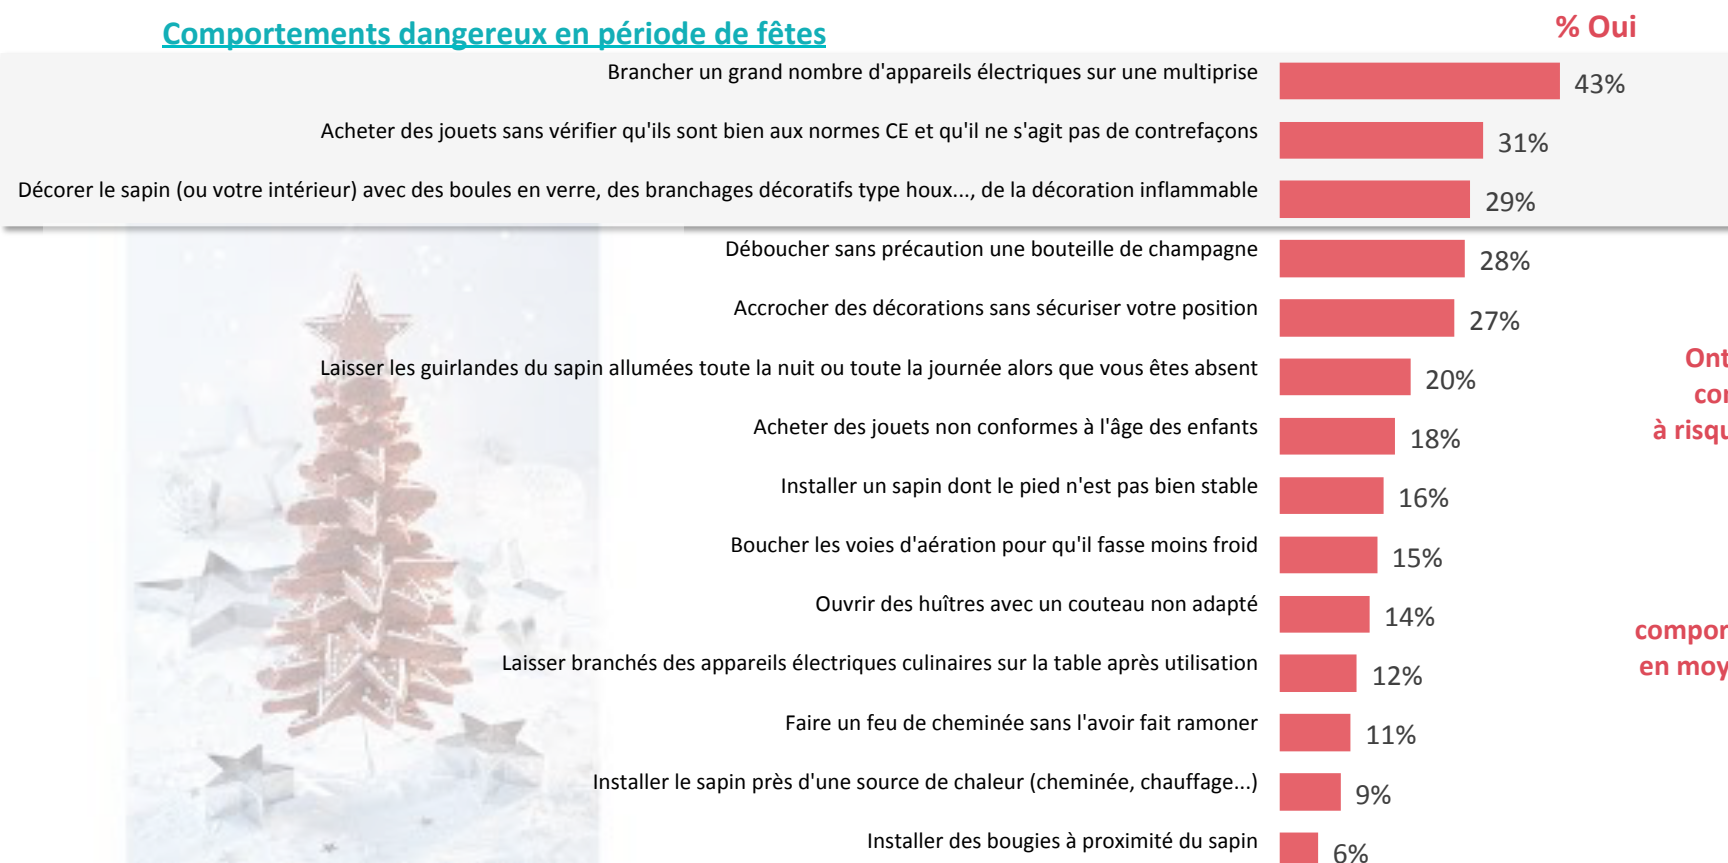 Comportements dangereux en période de fêtes
% Oui
Brancher un grand nombre d'appareils électriques sur une multiprise 43%
Acheter des jouets sans vérifier qu'ils sont bien aux normes CE et qu'il ne s'agit pas de contrefaçons 31%
Décorer le sapin (ou votre intérieur) avec des boules en verre, des branchages décoratifs type houx..., de la décoration inflammable 29%
Déboucher sans précaution une bouteille de champagne 28%
Accrocher des décorations sans sécuriser votre position 27%
Laisser les guirlandes du sapin allumées toute la nuit ou toute la journée alors que vous êtes absent 20%
Acheter des jouets non conformes à l'âge des enfants 18%
Installer un sapin dont le pied n'est pas bien stable 16%
Boucher les voies d'aération pour qu'il fasse moins froid 15%
Ouvrir des huîtres avec un couteau non adapté 14%
Laisser branchés des appareils électriques culinaires sur la table après utilisation 12%
Faire un feu de cheminée sans l'avoir fait ramoner 11%
Installer le sapin près d'une source de chaleur (cheminée, chauffage...) 9%
Installer des bougies à proximité du sapin 6%
Ont
à
en